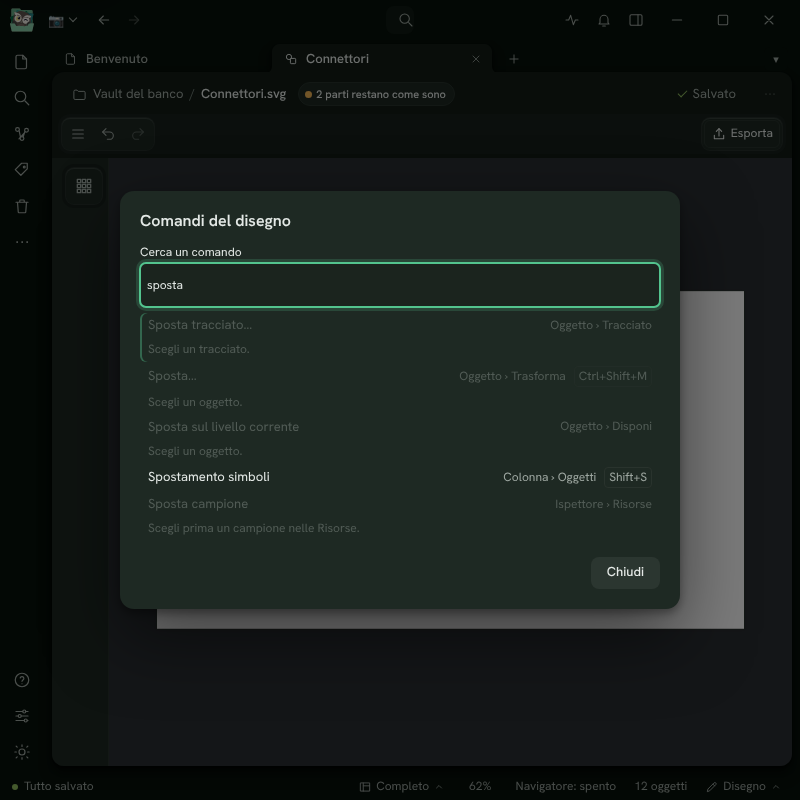 Benvenuto
Connettori
Vault del banco / Connettori.svg
2 parti restano come sono
Salvato
Esporta
Comandi del disegno
Cerca un comando
sposta
Sposta tracciato… Oggetto › Tracciato
Scegli un tracciato.
Sposta… Oggetto › Trasforma Ctrl+Shift+M
Scegli un oggetto.
Sposta sul livello corrente Oggetto › Disponi
Scegli un oggetto.
Spostamento simboli Colonna › Oggetti Shift+S
Sposta campione Ispettore › Risorse
Scegli prima un campione nelle Risorse.
Chiudi
Tutto salvato Completo 62% Navigatore: spento 12 oggetti Disegno